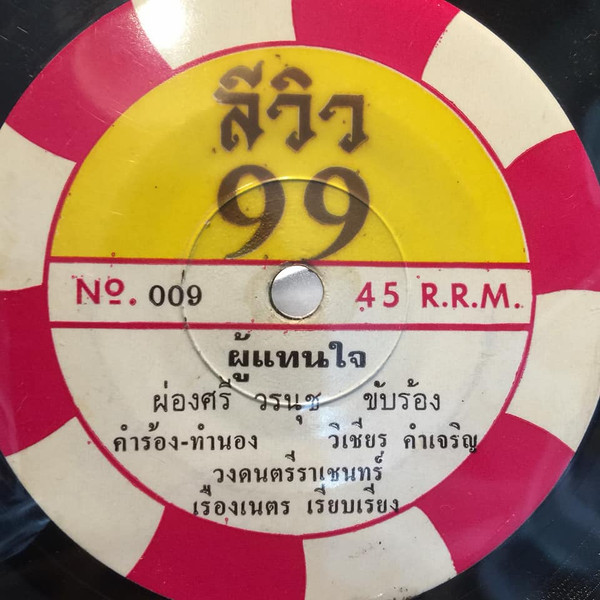 ลีวิว
99
No. 009 45 R.R.M.
ผู้แทนใจ
ผ่องศรี วรนุช ขับร้อง
คำร้อง-ทำนอง วิเชียร คำเจริญ
วงดนตรีราเชนทร์
เรืองเนตร เรียบเรียง